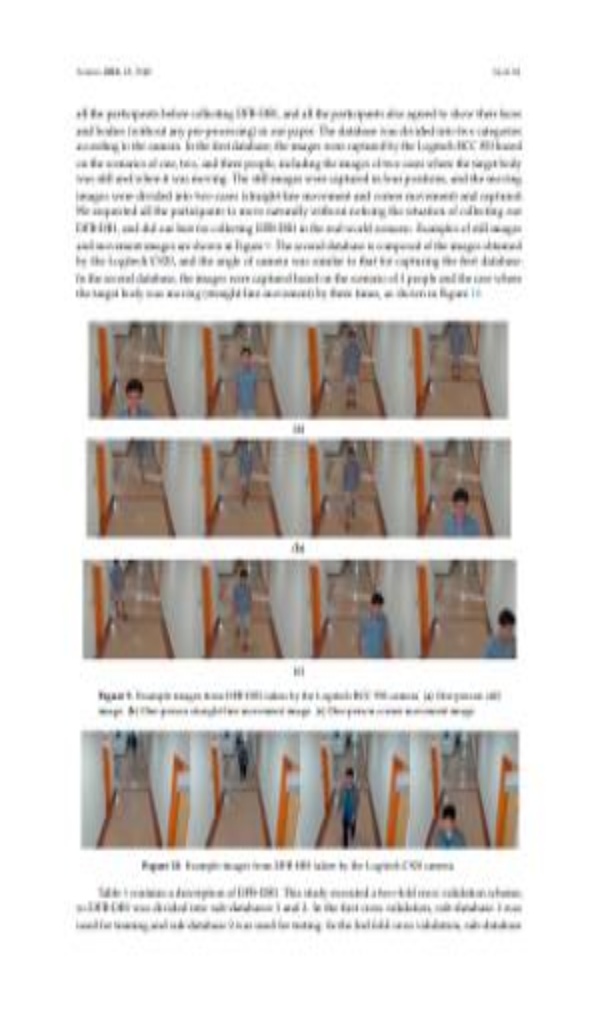 all the participants before collecting DFB-DB1, and all the participants also agreed to show their faces
and bodies (without any pre-processing) in our paper. The database was divided into two categories
according to the camera. In the first database, the images were captured by the Logitech BCC 950 based
on the scenarios of one, two, and three people, including the images of two cases where the target body
was still and when it was moving. The still images were captured in four positions, and the moving
images were divided into two cases (straight line movement and corner movement) and captured.
We requested all the participants to move naturally without noticing the situation of collecting our
DFB-DB1, and did our best for collecting DFB-DB1 in the real-world scenario. Examples of still images
and movement images are shown in Figure 9. The second database is composed of the images obtained
by the Logitech C920, and the angle of camera was similar to that for capturing the first database.
In the second database, the images were captured based on the scenario of people and the case where
the target body was moving (straight line movement) by three times, as shown in Figure 10.
(a)
(b)
(c)
Figure 9. Example images from DFB-DB1 taken by the Logitech BCC 950 camera. (a) One person still
image. (b) One person straight line movement image. (c) One person corner movement image.
Figure 10. Example images from DFB-DB1 taken by the Logitech C920 camera.
Table contains a description of DFB-DB1. This study executed a two-fold cross validation scheme,
so DFB-DB1 was divided into sub-databases 1 and 2. In the first cross validation, sub-database 1 was
used for training and sub-database 2 was used for testing. In the cross validation, sub-database